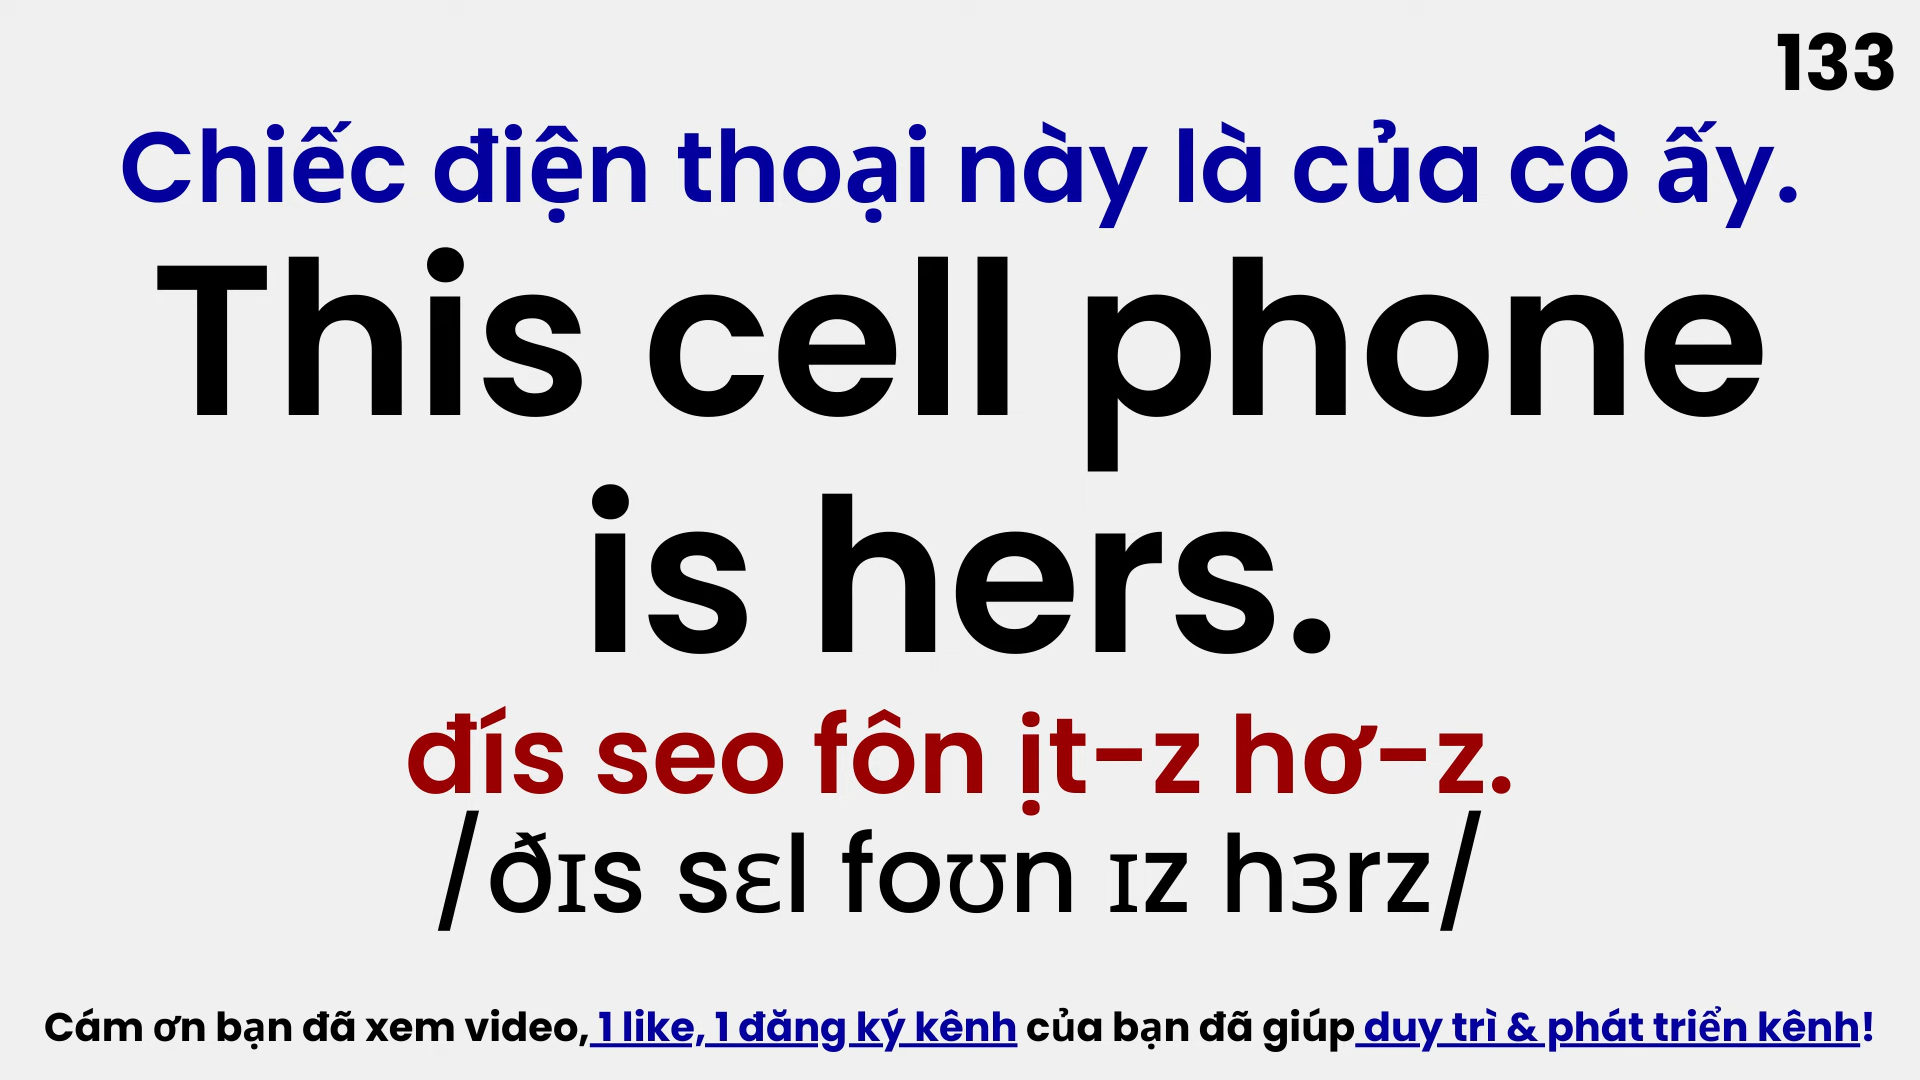 133
Chiếc điện thoại này là của cô ấy.
This cell phone
is hers.
đís seo fôn ịt-z hơ-z.
/ðɪs sɛl foʊn ɪz hɜrz/
Cám ơn bạn đã xem video, 1 like, 1 đăng ký kênh của bạn đã giúp duy trì & phát triển kênh!